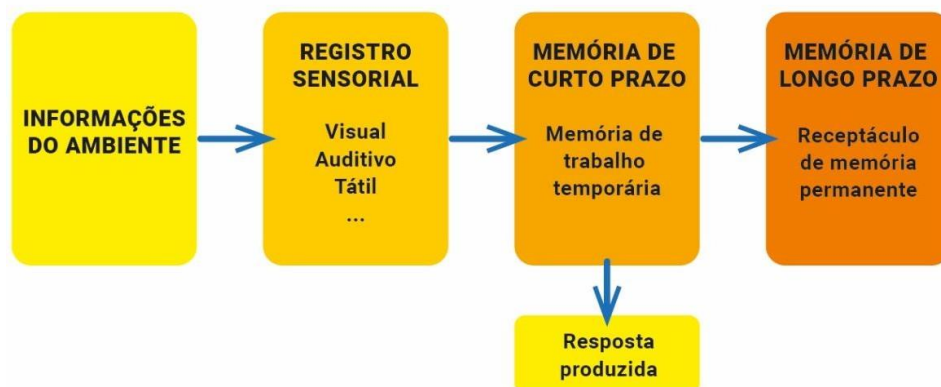 INFORMAÇÕES
DO AMBIENTE
REGISTRO
SENSORIAL
Visual
Auditivo
Tátil
...
MEMÓRIA DE
CURTO PRAZO
Memória de
trabalho
temporária
MEMÓRIA DE
LONGO PRAZO
Receptáculo
de memória
permanente
Resposta
produzida